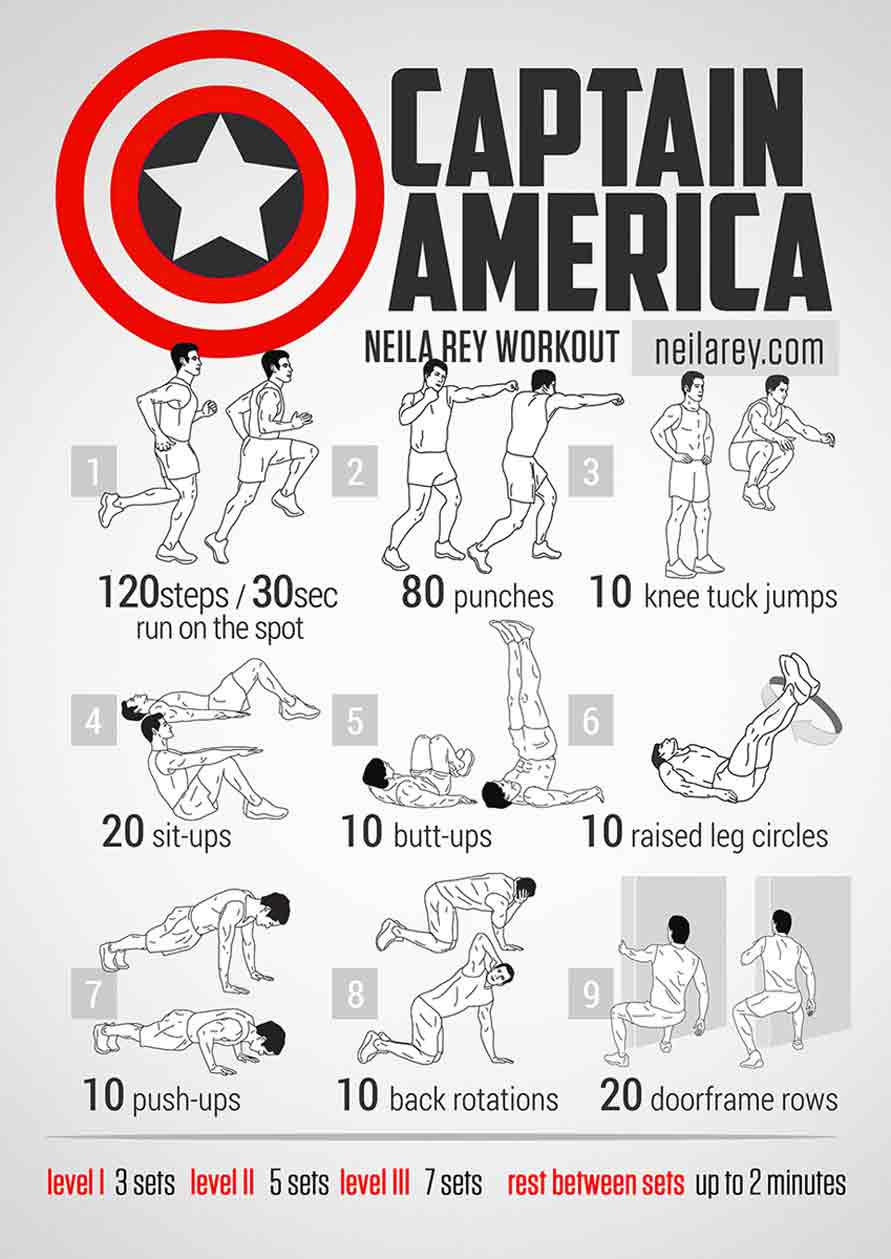 CAPTAIN
AMERICA
NEILA REY WORKOUT neilarey.com
1
2
3
120steps / 30sec
run on the spot
80 punches
10 knee tuck jumps
4
5
6
20 sit-ups
10 butt-ups
10 raised leg circles
7
8
9
10 push-ups
10 back rotations
20 doorframe rows
level I 3 sets level II 5 sets level III 7 sets rest between sets up to 2 minutes